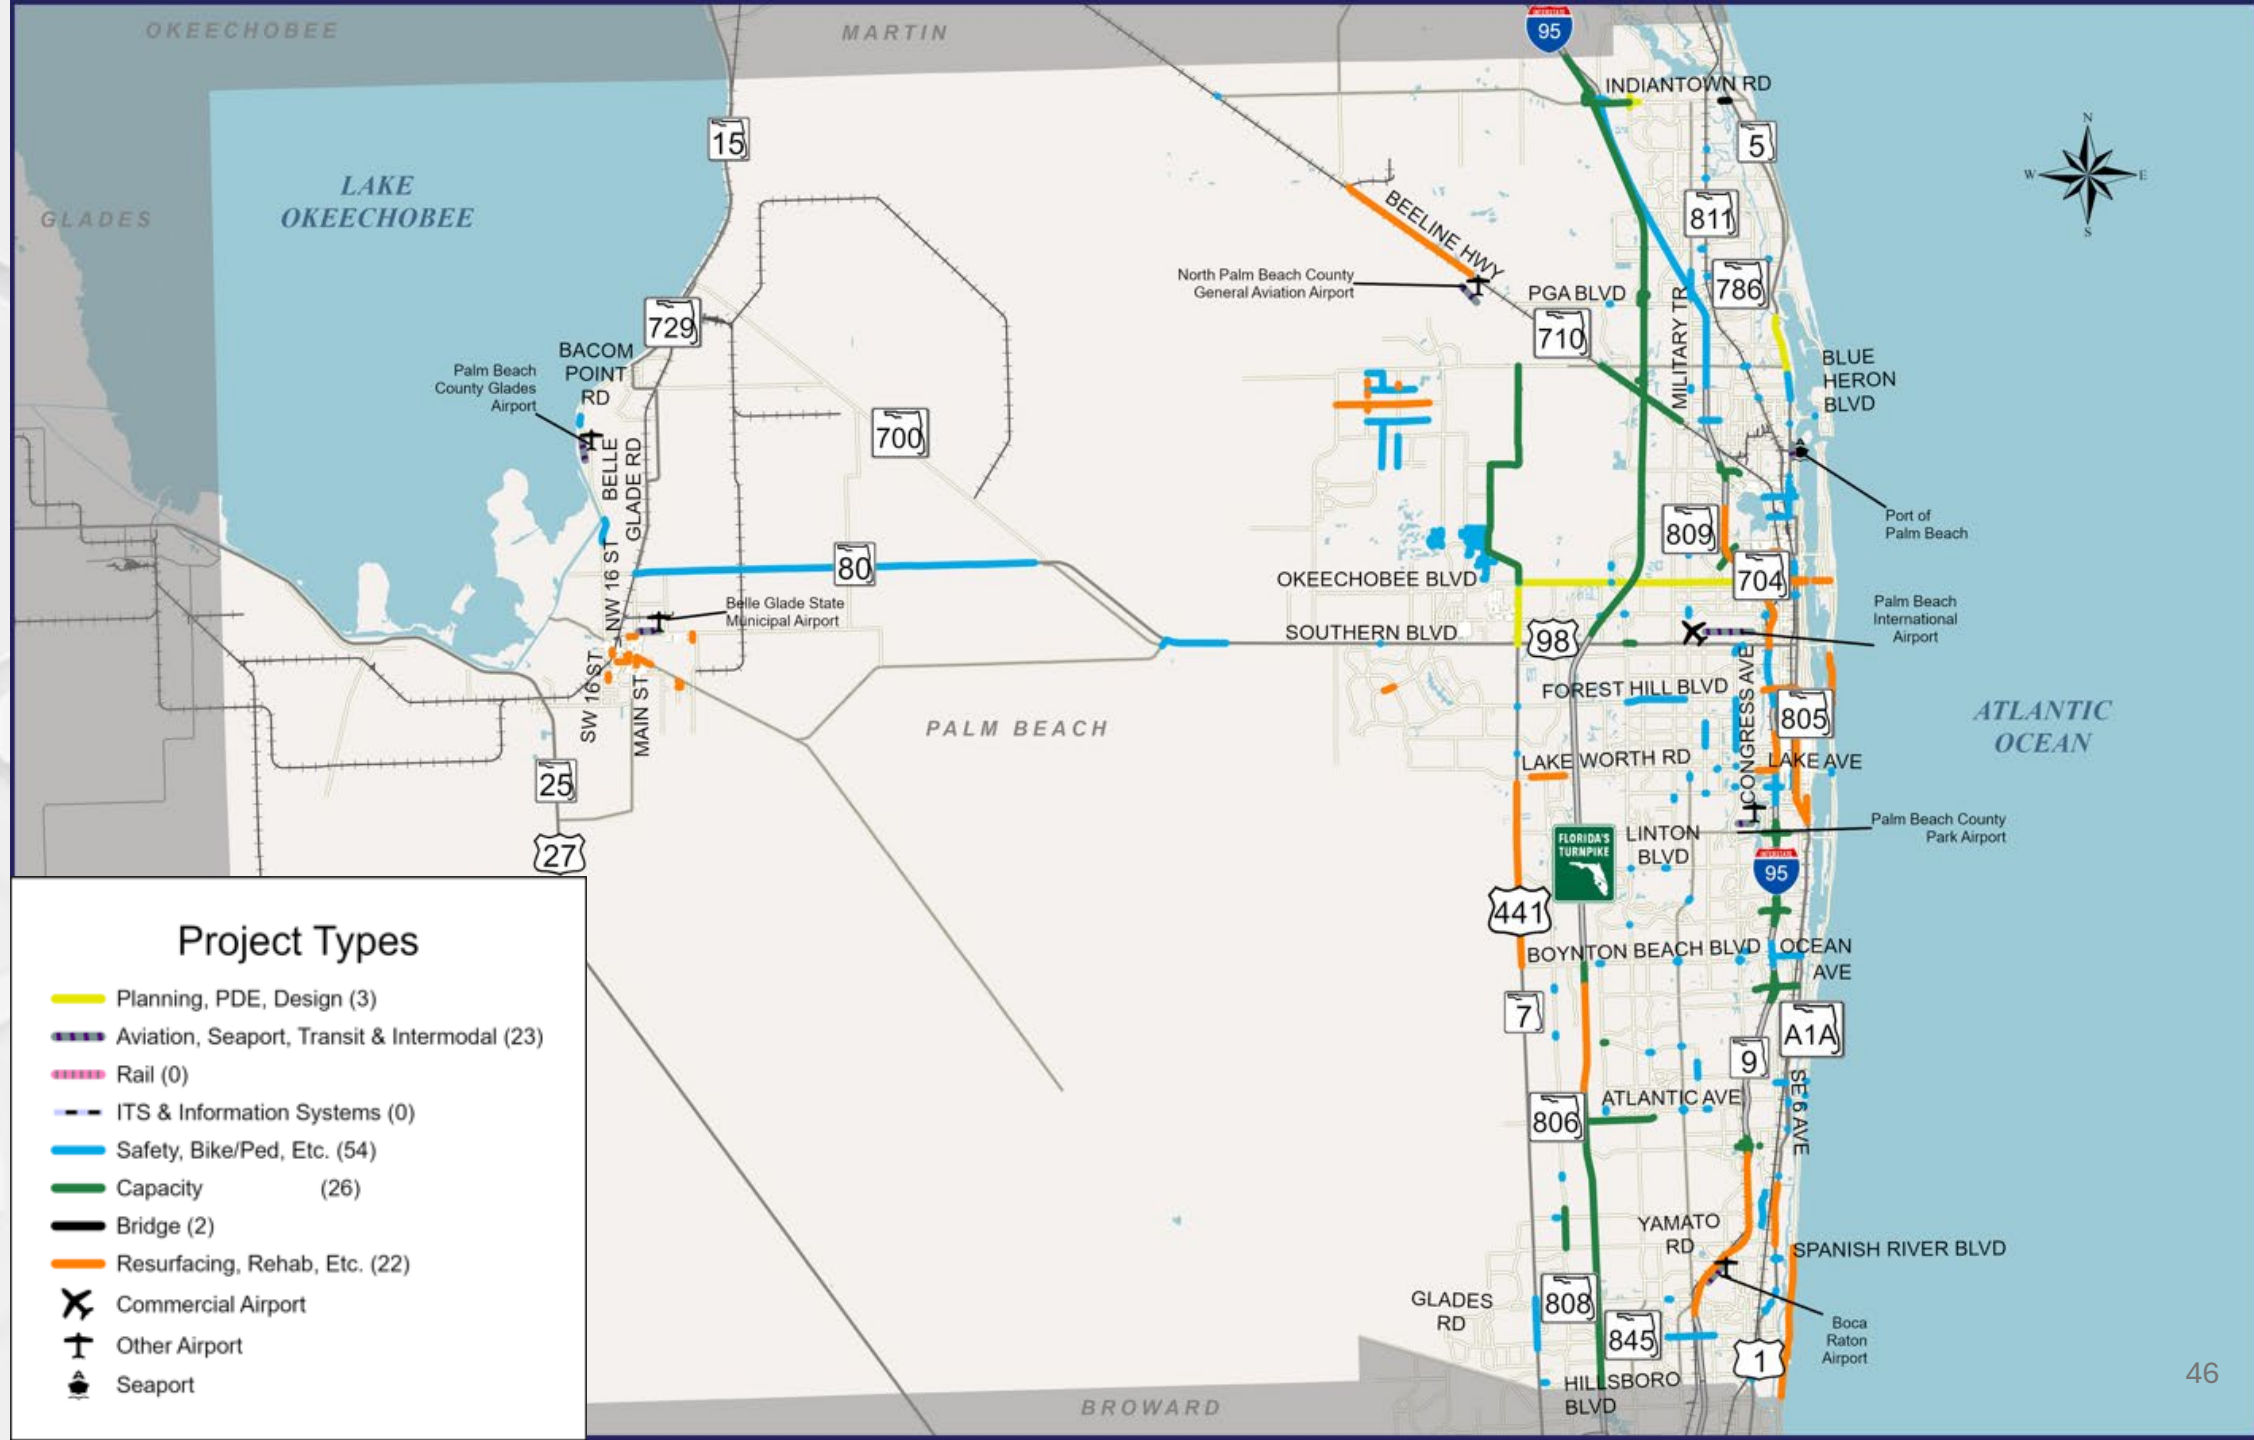 OKEECHOBEE
MARTIN
INTERSTATE
95
INDIANTOWN RD
15
5
N
W
E
S
LAKE
OKEECHOBEE
GLADES
811
BEELINE HWY
North Palm Beach County
General Aviation Airport
PGA BLVD
786
729
710
MILITARY TR
BACOM
POINT
RD
Palm Beach
County Glades
Airport
BLUE
HERON
BLVD
700
BELLE
GLADE RD
Port of
Palm Beach
809
80
NW 16 ST
OKEECHOBEE BLVD
704
Belle Glade State
Municipal Airport
Palm Beach
International
Airport
SOUTHERN BLVD
98
SW 16 ST
MAIN ST
FOREST HILL BLVD
CONGRESS AVE
805
PALM BEACH
ATLANTIC
OCEAN
25
LAKE WORTH RD
LAKE AVE
27
FLORIDA'S
TURNPIKE
LINTON
BLVD
Palm Beach County
Park Airport
INTERSTATE
95
441
BOYNTON BEACH BLVD
OCEAN
AVE
7
A1A
9
806
ATLANTIC AVE
SE 6 AVE
YAMATO
RD
SPANISH RIVER BLVD
GLADES
RD
808
845
Boca
Raton
Airport
1
HILLSBORO
BLVD
BROWARD
46
Project Types
Planning, PDE, Design (3)
Aviation, Seaport, Transit & Intermodal (23)
Rail (0)
ITS & Information Systems (0)
Safety, Bike/Ped, Etc. (54)
Capacity (26)
Bridge (2)
Resurfacing, Rehab, Etc. (22)
Commercial Airport
Other Airport
Seaport